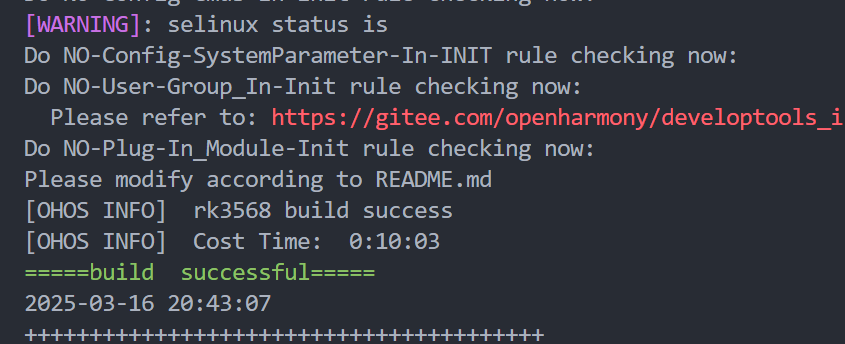 [WARNING]: selinux status is
Do NO-Config-SystemParameter-In-INIT rule checking now:
Do NO-User-Group_In-Init rule checking now:
Please refer to: https://gitee.com/openharmony/developtools_i
Do NO-Plug-In_Module-Init rule checking now:
Please modify according to README.md
[OHOS INFO]  rk3568 build success
[OHOS INFO]  Cost Time:  0:10:03
=====build  successful=====
2025-03-16 20:43:07
++++++++++++++++++++++++++++++++++++++++